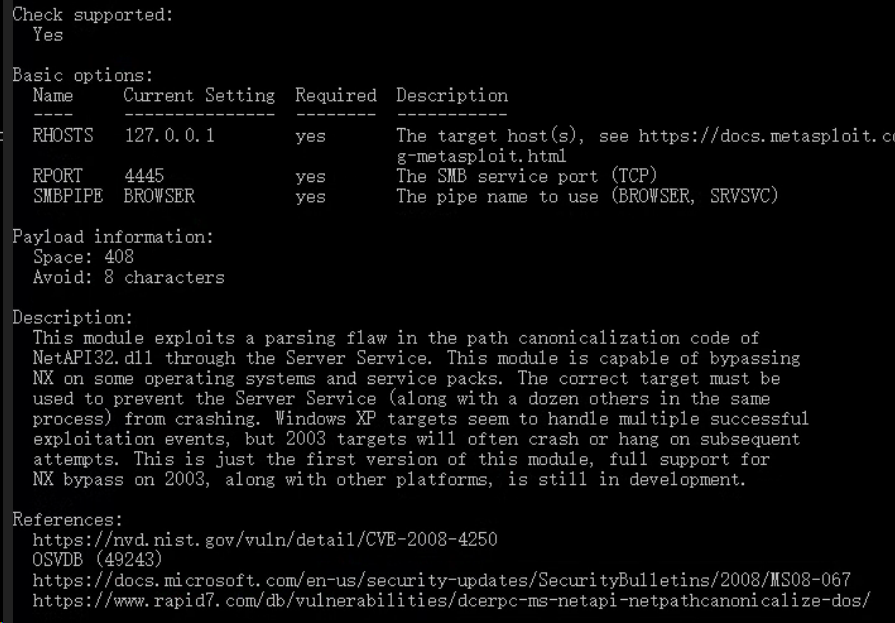 Check supported:
  Yes

Basic options:
  Name     Current Setting  Required  Description
  ----     ---------------  --------  -----------
  RHOSTS   127.0.0.1        yes       The target host(s), see https://docs.metasploit.c
                                      g-metasploit.html
  RPORT    4445             yes       The SMB service port (TCP)
  SMBPIPE  BROWSER          yes       The pipe name to use (BROWSER, SRVSVC)

Payload information:
  Space: 408
  Avoid: 8 characters

Description:
  This module exploits a parsing flaw in the path canonicalization code of
  NetAPI32.dll through the Server Service. This module is capable of bypassing
  NX on some operating systems and service packs. The correct target must be
  used to prevent the Server Service (along with a dozen others in the same
  process) from crashing. Windows XP targets seem to handle multiple successful
  exploitation events, but 2003 targets will often crash or hang on subsequent
  attempts. This is just the first version of this module, full support for
  NX bypass on 2003, along with other platforms, is still in development.

References:
  https://nvd.nist.gov/vuln/detail/CVE-2008-4250
  OSVDB (49243)
  https://docs.microsoft.com/en-us/security-updates/SecurityBulletins/2008/MS08-067
  https://www.rapid7.com/db/vulnerabilities/dcerpc-ms-netapi-netpathcanonicalize-dos/